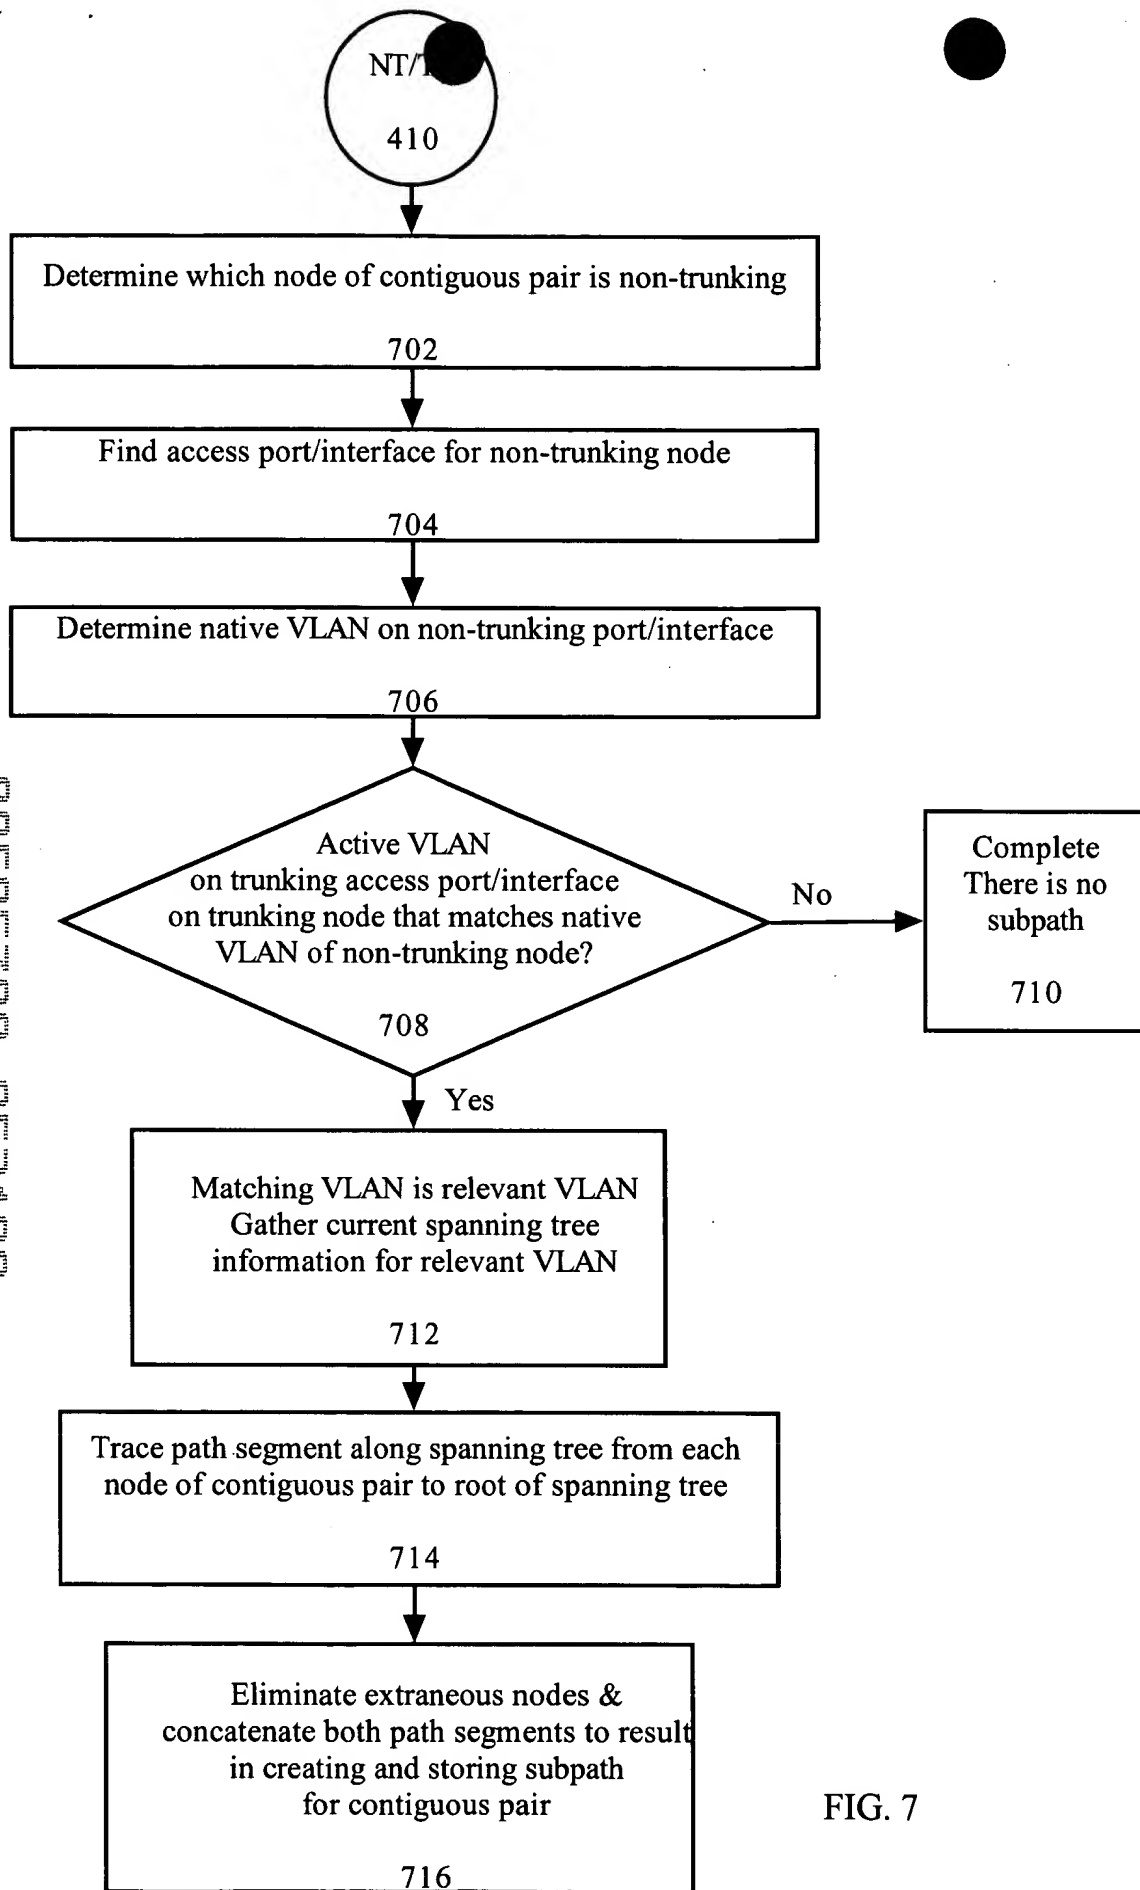 NT/
410
Determine which node of contiguous pair is non-trunking
702
Find access port/interface for non-trunking node
704
Determine native VLAN on non-trunking port/interface
706
Active VLAN
on trunking access port/interface
on trunking node that matches native
VLAN of non-trunking node?
708
No
Complete
There is no
subpath
710
Yes
Matching VLAN is relevant VLAN
Gather current spanning tree
information for relevant VLAN
712
Trace path segment along spanning tree from each
node of contiguous pair to root of spanning tree
714
Eliminate extraneous nodes &
concatenate both path segments to result
in creating and storing subpath
for contiguous pair
716
FIG. 7